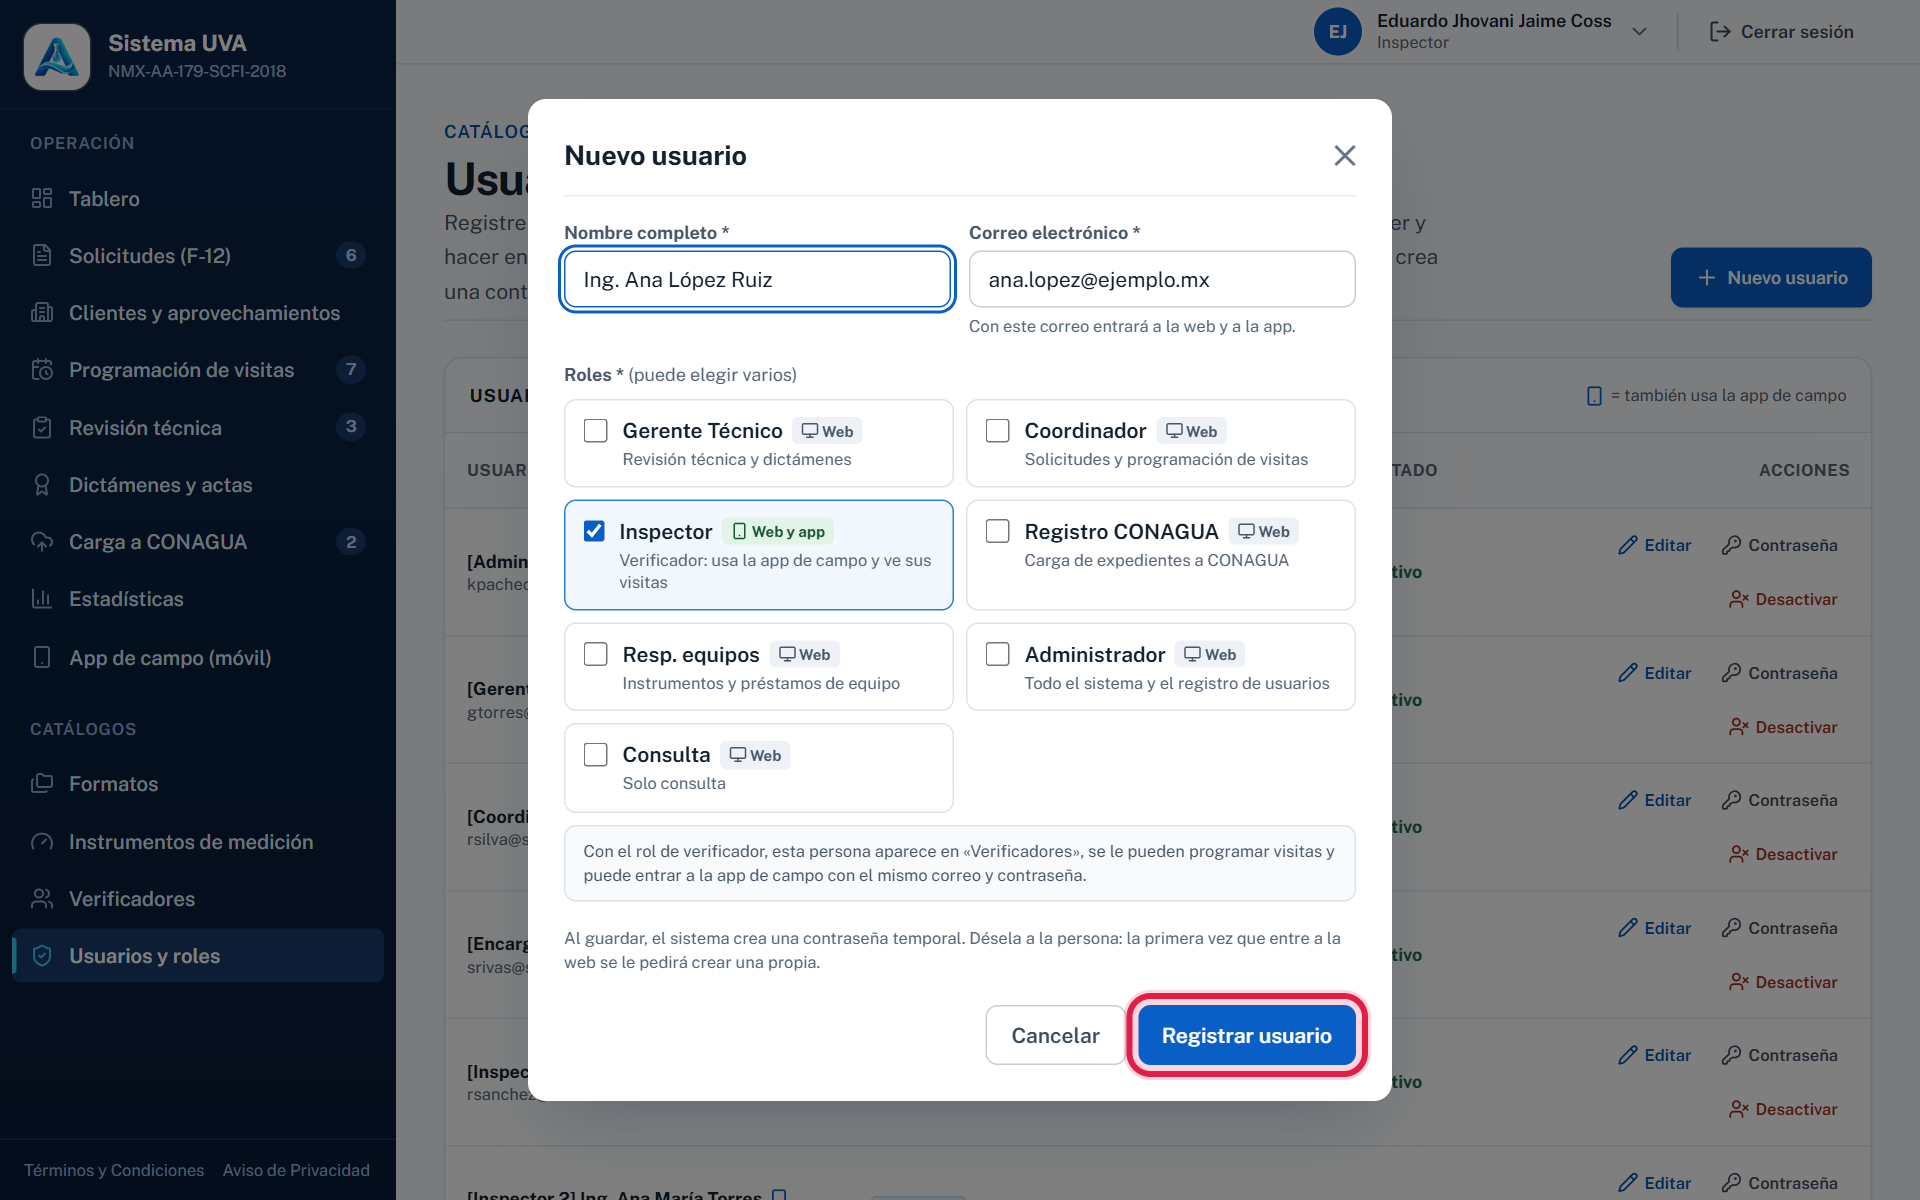 Sistema UVA
NMX-AA-179-SCFI-2018
OPERACIÓN
Tablero
Solicitudes (F-12) 6
Clientes y aprovechamientos
Programación de visitas 7
Revisión técnica 3
Dictámenes y actas
Carga a CONAGUA 2
Estadísticas
App de campo (móvil)
CATÁLOGOS
Formatos
Instrumentos de medición
Verificadores
Usuarios y roles
Términos y Condiciones Aviso de Privacidad
EJ
Eduardo Jhovani Jaime Coss
Inspector
Cerrar sesión
CATÁLOG
Usua
Registre
hacer en
una cont
er y
crea
Nuevo usuario
USUAR
= también usa la app de campo
USUAR
TADO
ACCIONES
[Admin
kpachec
tivo
Editar
Contraseña
Desactivar
[Gerent
gtorres@
tivo
Editar
Contraseña
Desactivar
[Coordi
rsilva@s
tivo
Editar
Contraseña
Desactivar
[Encarg
srivas@s
tivo
Editar
Contraseña
Desactivar
[Inspec
rsanchez
tivo
Editar
Contraseña
Desactivar
[Inspector 2] Ing. Ana María Torres
Editar
Contraseña
Nuevo usuario
Nombre completo *
Ing. Ana López Ruiz
Correo electrónico *
ana.lopez@ejemplo.mx
Con este correo entrará a la web y a la app.
Roles * (puede elegir varios)
Gerente Técnico Web
Revisión técnica y dictámenes
Coordinador Web
Solicitudes y programación de visitas
Inspector Web y app
Verificador: usa la app de campo y ve sus
visitas
Registro CONAGUA Web
Carga de expedientes a CONAGUA
Resp. equipos Web
Instrumentos y préstamos de equipo
Administrador Web
Todo el sistema y el registro de usuarios
Consulta Web
Solo consulta
Con el rol de verificador, esta persona aparece en «Verificadores», se le pueden programar visitas y
puede entrar a la app de campo con el mismo correo y contraseña.
Al guardar, el sistema crea una contraseña temporal. Désela a la persona: la primera vez que entre a la
web se le pedirá crear una propia.
Cancelar
Registrar usuario